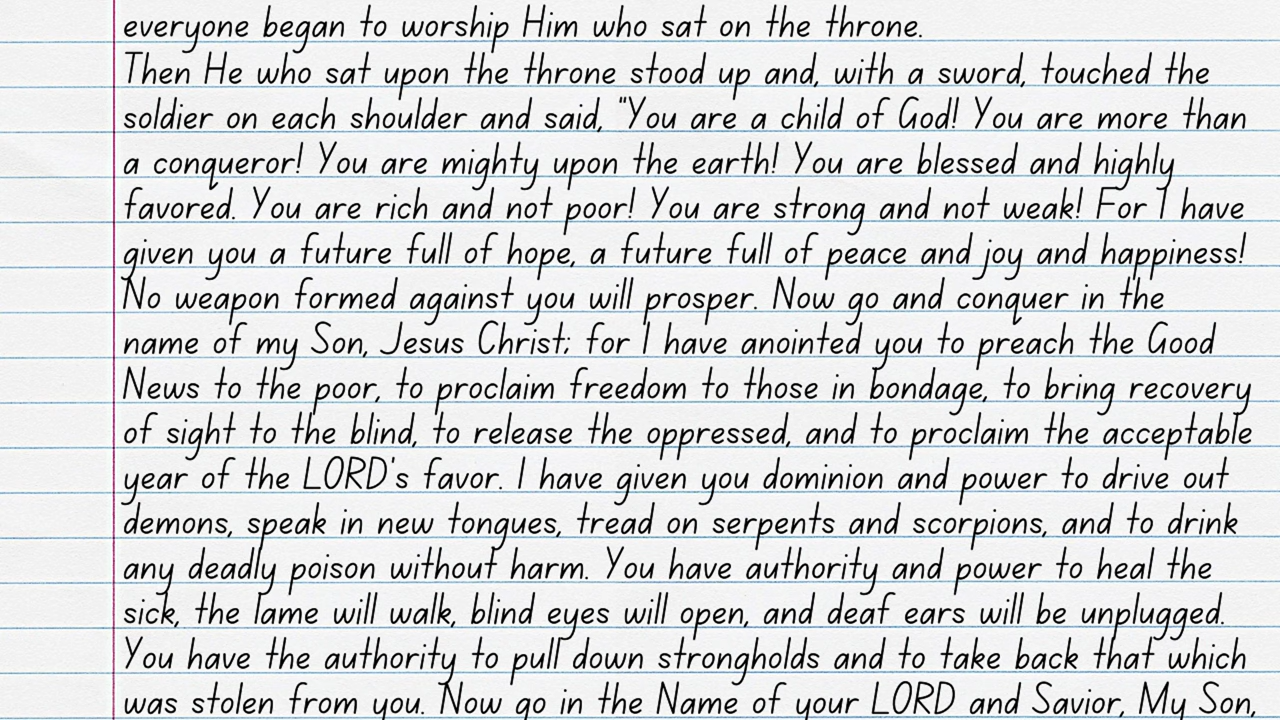 everyone began to worship Him who sat on the throne.
Then He who sat upon the throne stood up and, with a sword, touched the
soldier on each shoulder and said, "You are a child of God! You are more than
a conqueror! You are mighty upon the earth! You are blessed and highly
favored. You are rich and not poor! You are strong and not weak! For I have
given you a future full of hope, a future full of peace and joy and happiness!
No weapon formed against you will prosper. Now go and conquer in the
name of my Son, Jesus Christ; for I have anointed you to preach the Good
News to the poor, to proclaim freedom to those in bondage, to bring recovery
of sight to the blind, to release the oppressed, and to proclaim the acceptable
year of the LORD's favor. I have given you dominion and power to drive out
demons, speak in new tongues, tread on serpents and scorpions, and to drink
any deadly poison without harm. You have authority and power to heal the
sick, the lame will walk, blind eyes will open, and deaf ears will be unplugged.
You have the authority to pull down strongholds and to take back that which
was stolen from you. Now go in the Name of your LORD and Savior, My Son,